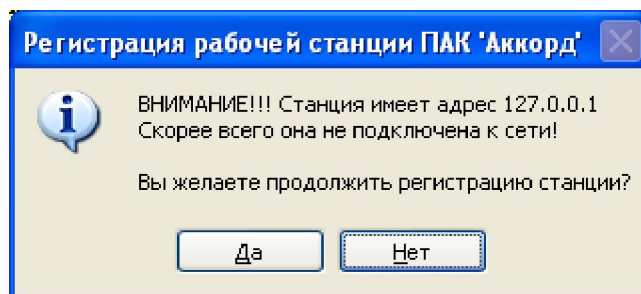 Регистрация рабочей станции ПАК 'Аккорд'
ВНИМАНИЕ!!! Станция имеет адрес 127.0.0.1
Скорее всего она не подключена к сети!
Вы желаете продолжить регистрацию станции?
Да
Нет